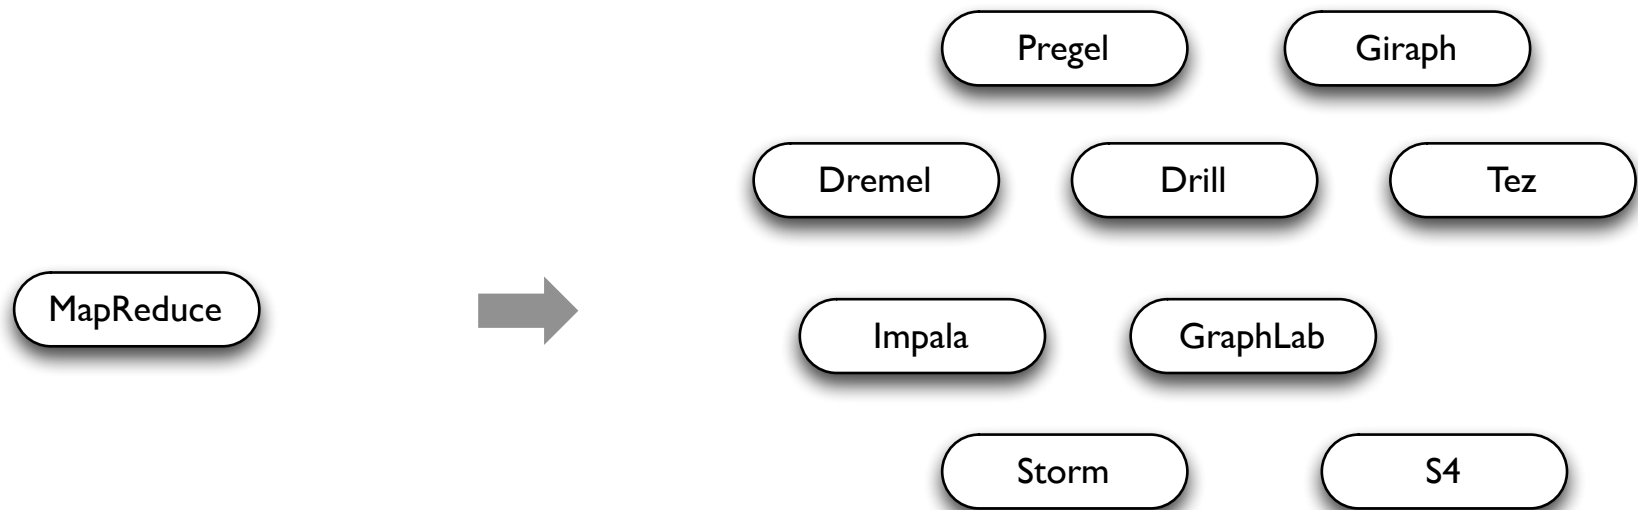 Pregel
Giraph
Dremel
Drill
Tez
MapReduce
Impala
GraphLab
Storm
S4